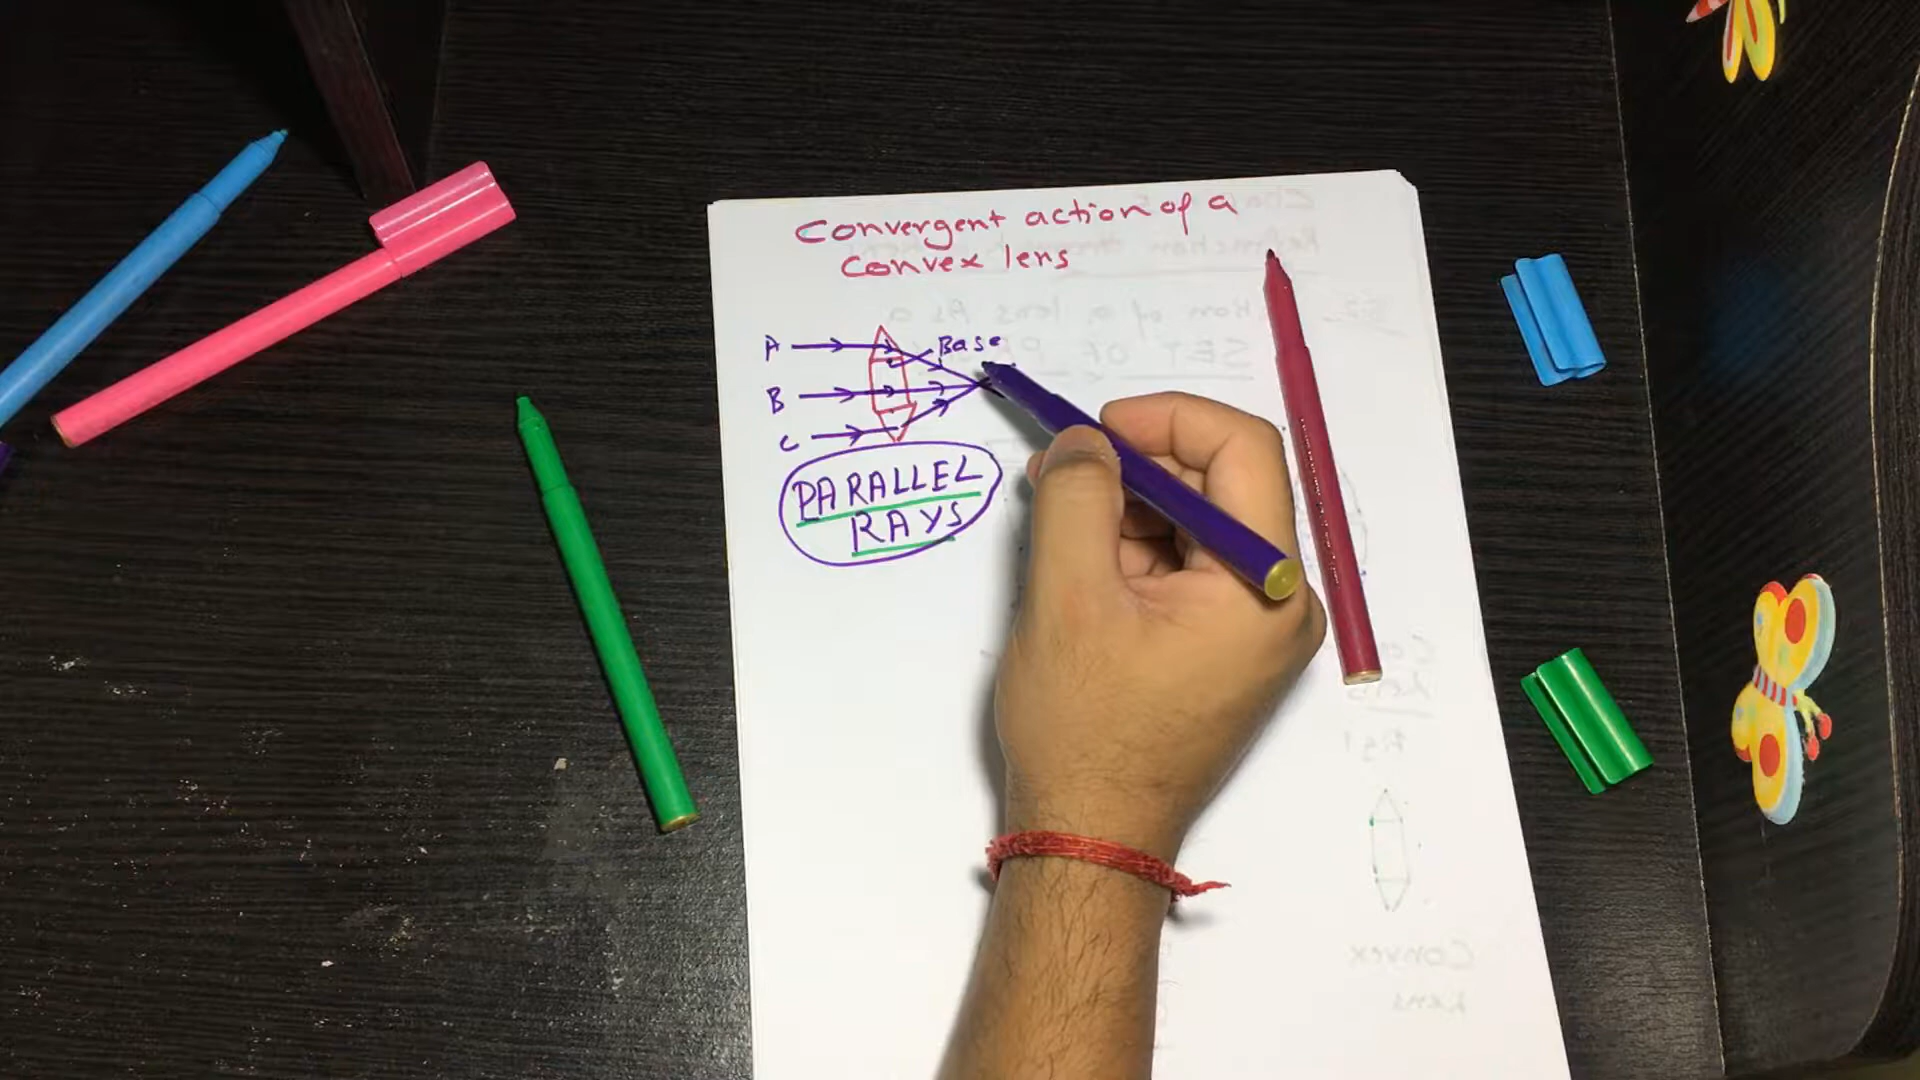 Convergent action of a
Convex lens
A
Base
B
C
PARALLEL
RAYS